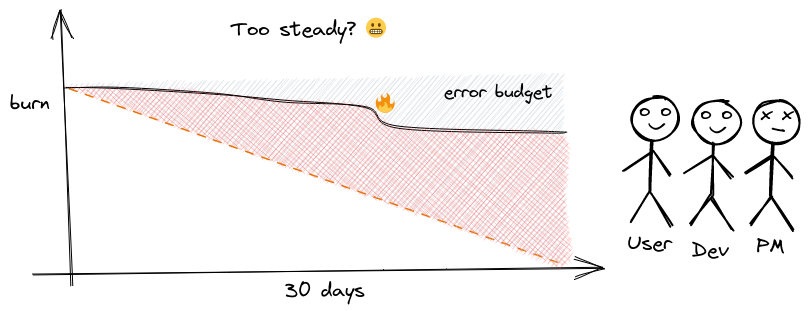 Too steady? 😬
burn
error budget
30 days
User
Dev
PM